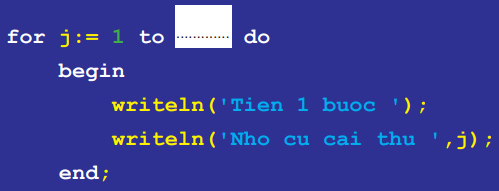 for j:= 1 to ............. do
begin
writeln('Tien 1 buoc ');
writeln('Nho cu cai thu ',j);
end;